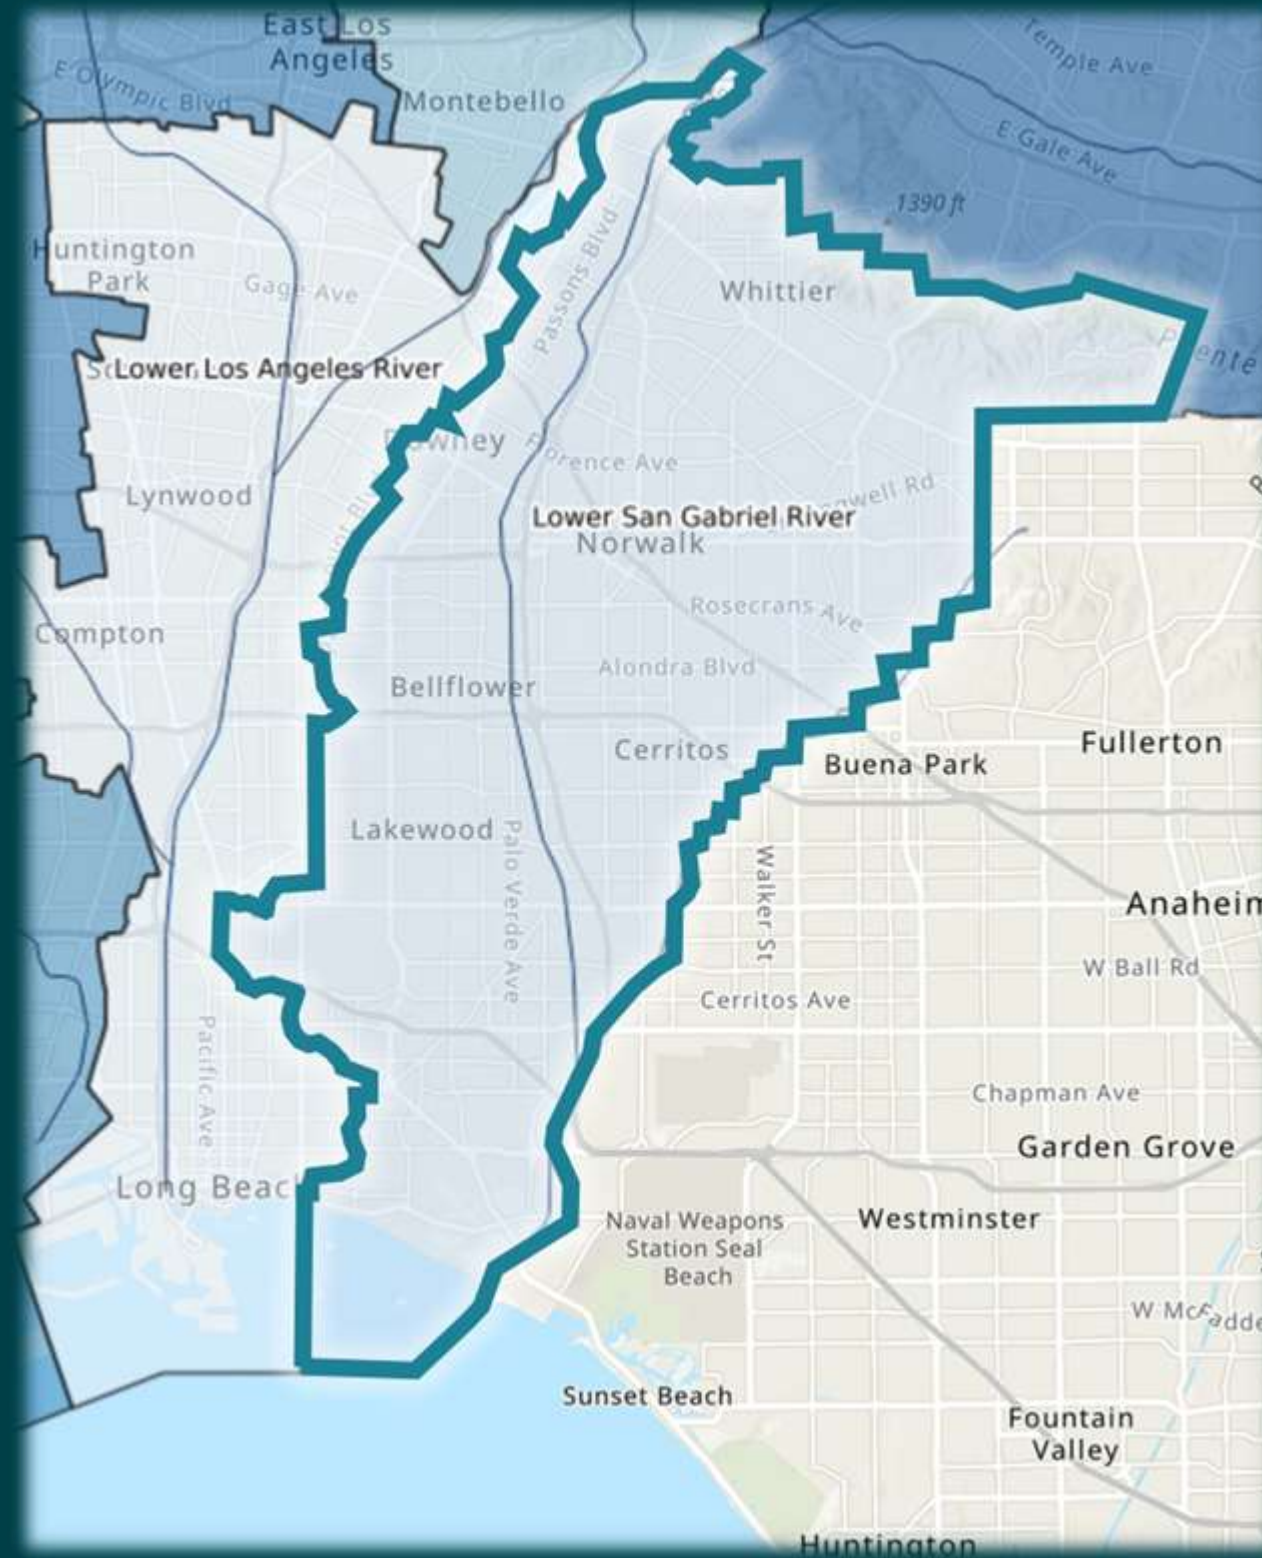 East Los
Angeles
Temple Ave
E Olympic Blvd
Montebello
E Gale Ave
1390 ft
Huntington
Park
Gage Ave
Passons Blvd
Whittier
Lower Los Angeles River
Downey
Florence Ave
Lynwood
Lower San Gabriel River
Norwalk
Rosecrans Ave
Compton
Alondra Blvd
Bellflower
Cerritos
Fullerton
Buena Park
Lakewood
Palo Verde Ave
Walker St
Anaheim
W Ball Rd
Cerritos Ave
Pacific Ave
Chapman Ave
Garden Grove
Long Beac
Naval Weapons
Station Seal
Beach
Westminster
W McFadde
Sunset Beach
Fountain
Valley
Huntington